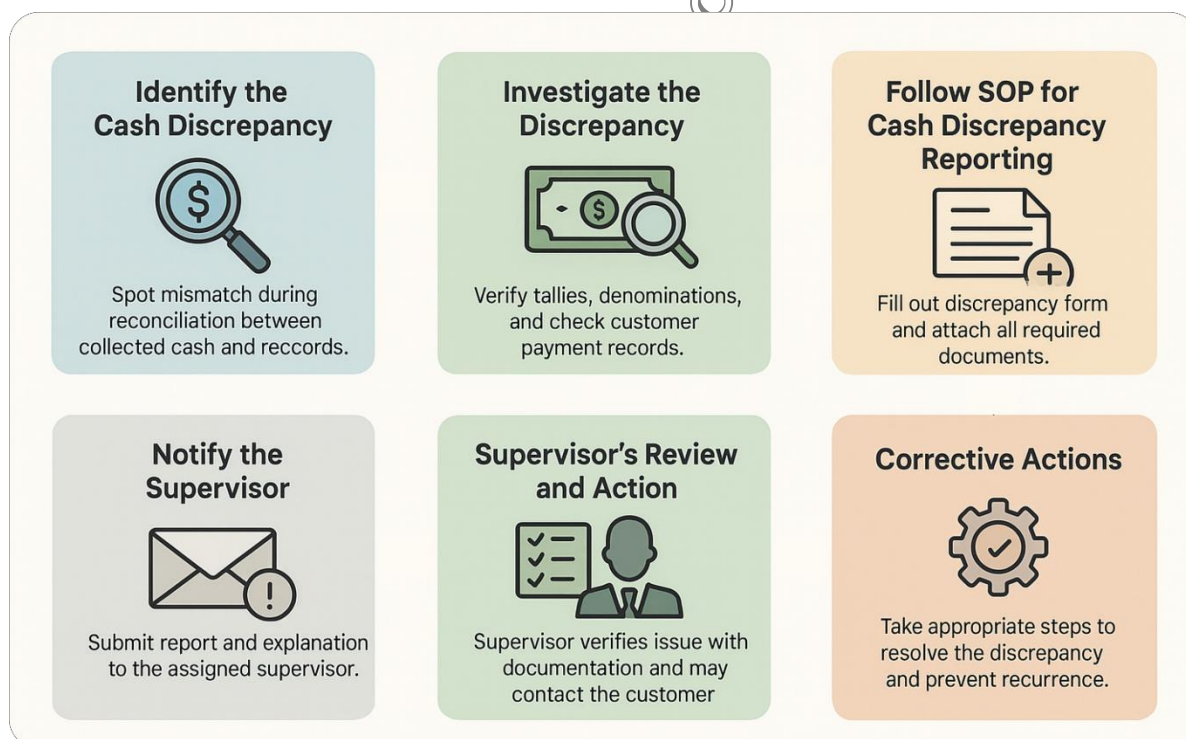 Identify the
Cash Discrepancy
$
Spot mismatch during
reconciliation between
collected cash and reccords.
Investigate the
Discrepancy
$
Verify tallies, denominations,
and check customer
payment records.
Follow SOP for
Cash Discrepancy
Reporting
Fill out discrepancy form
and attach all required
documents.
Notify the
Supervisor
!
Submit report and explanation
to the assigned supervisor.
Supervisor's Review
and Action
Supervisor verifies issue with
documentation and may
contact the customer
Corrective Actions
Take appropriate steps to
resolve the discrepancy
and prevent recurrence.